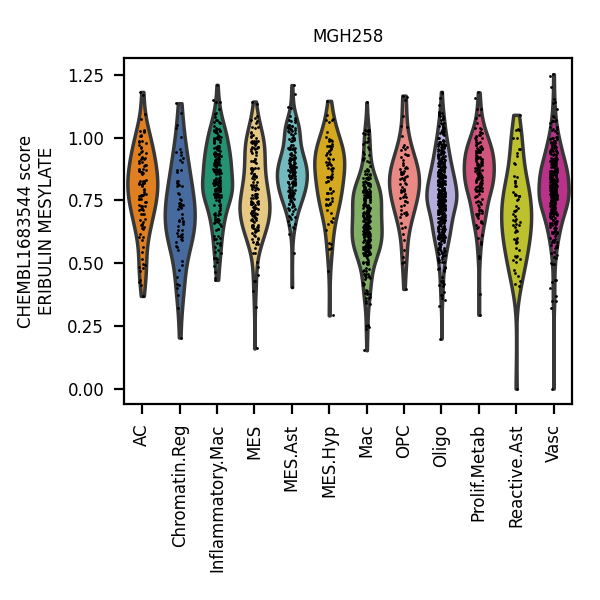 MGH258
CHEMBL1683544 score
ERIBULIN MESYLATE
1.25
1.00
0.75
0.50
0.25
0.00
AC
Chromatin.Reg
Inflammatory.Mac
MES
MES.Ast
MES.Hyp
Mac
OPC
Oligo
Prolif.Metab
Reactive.Ast
Vasc